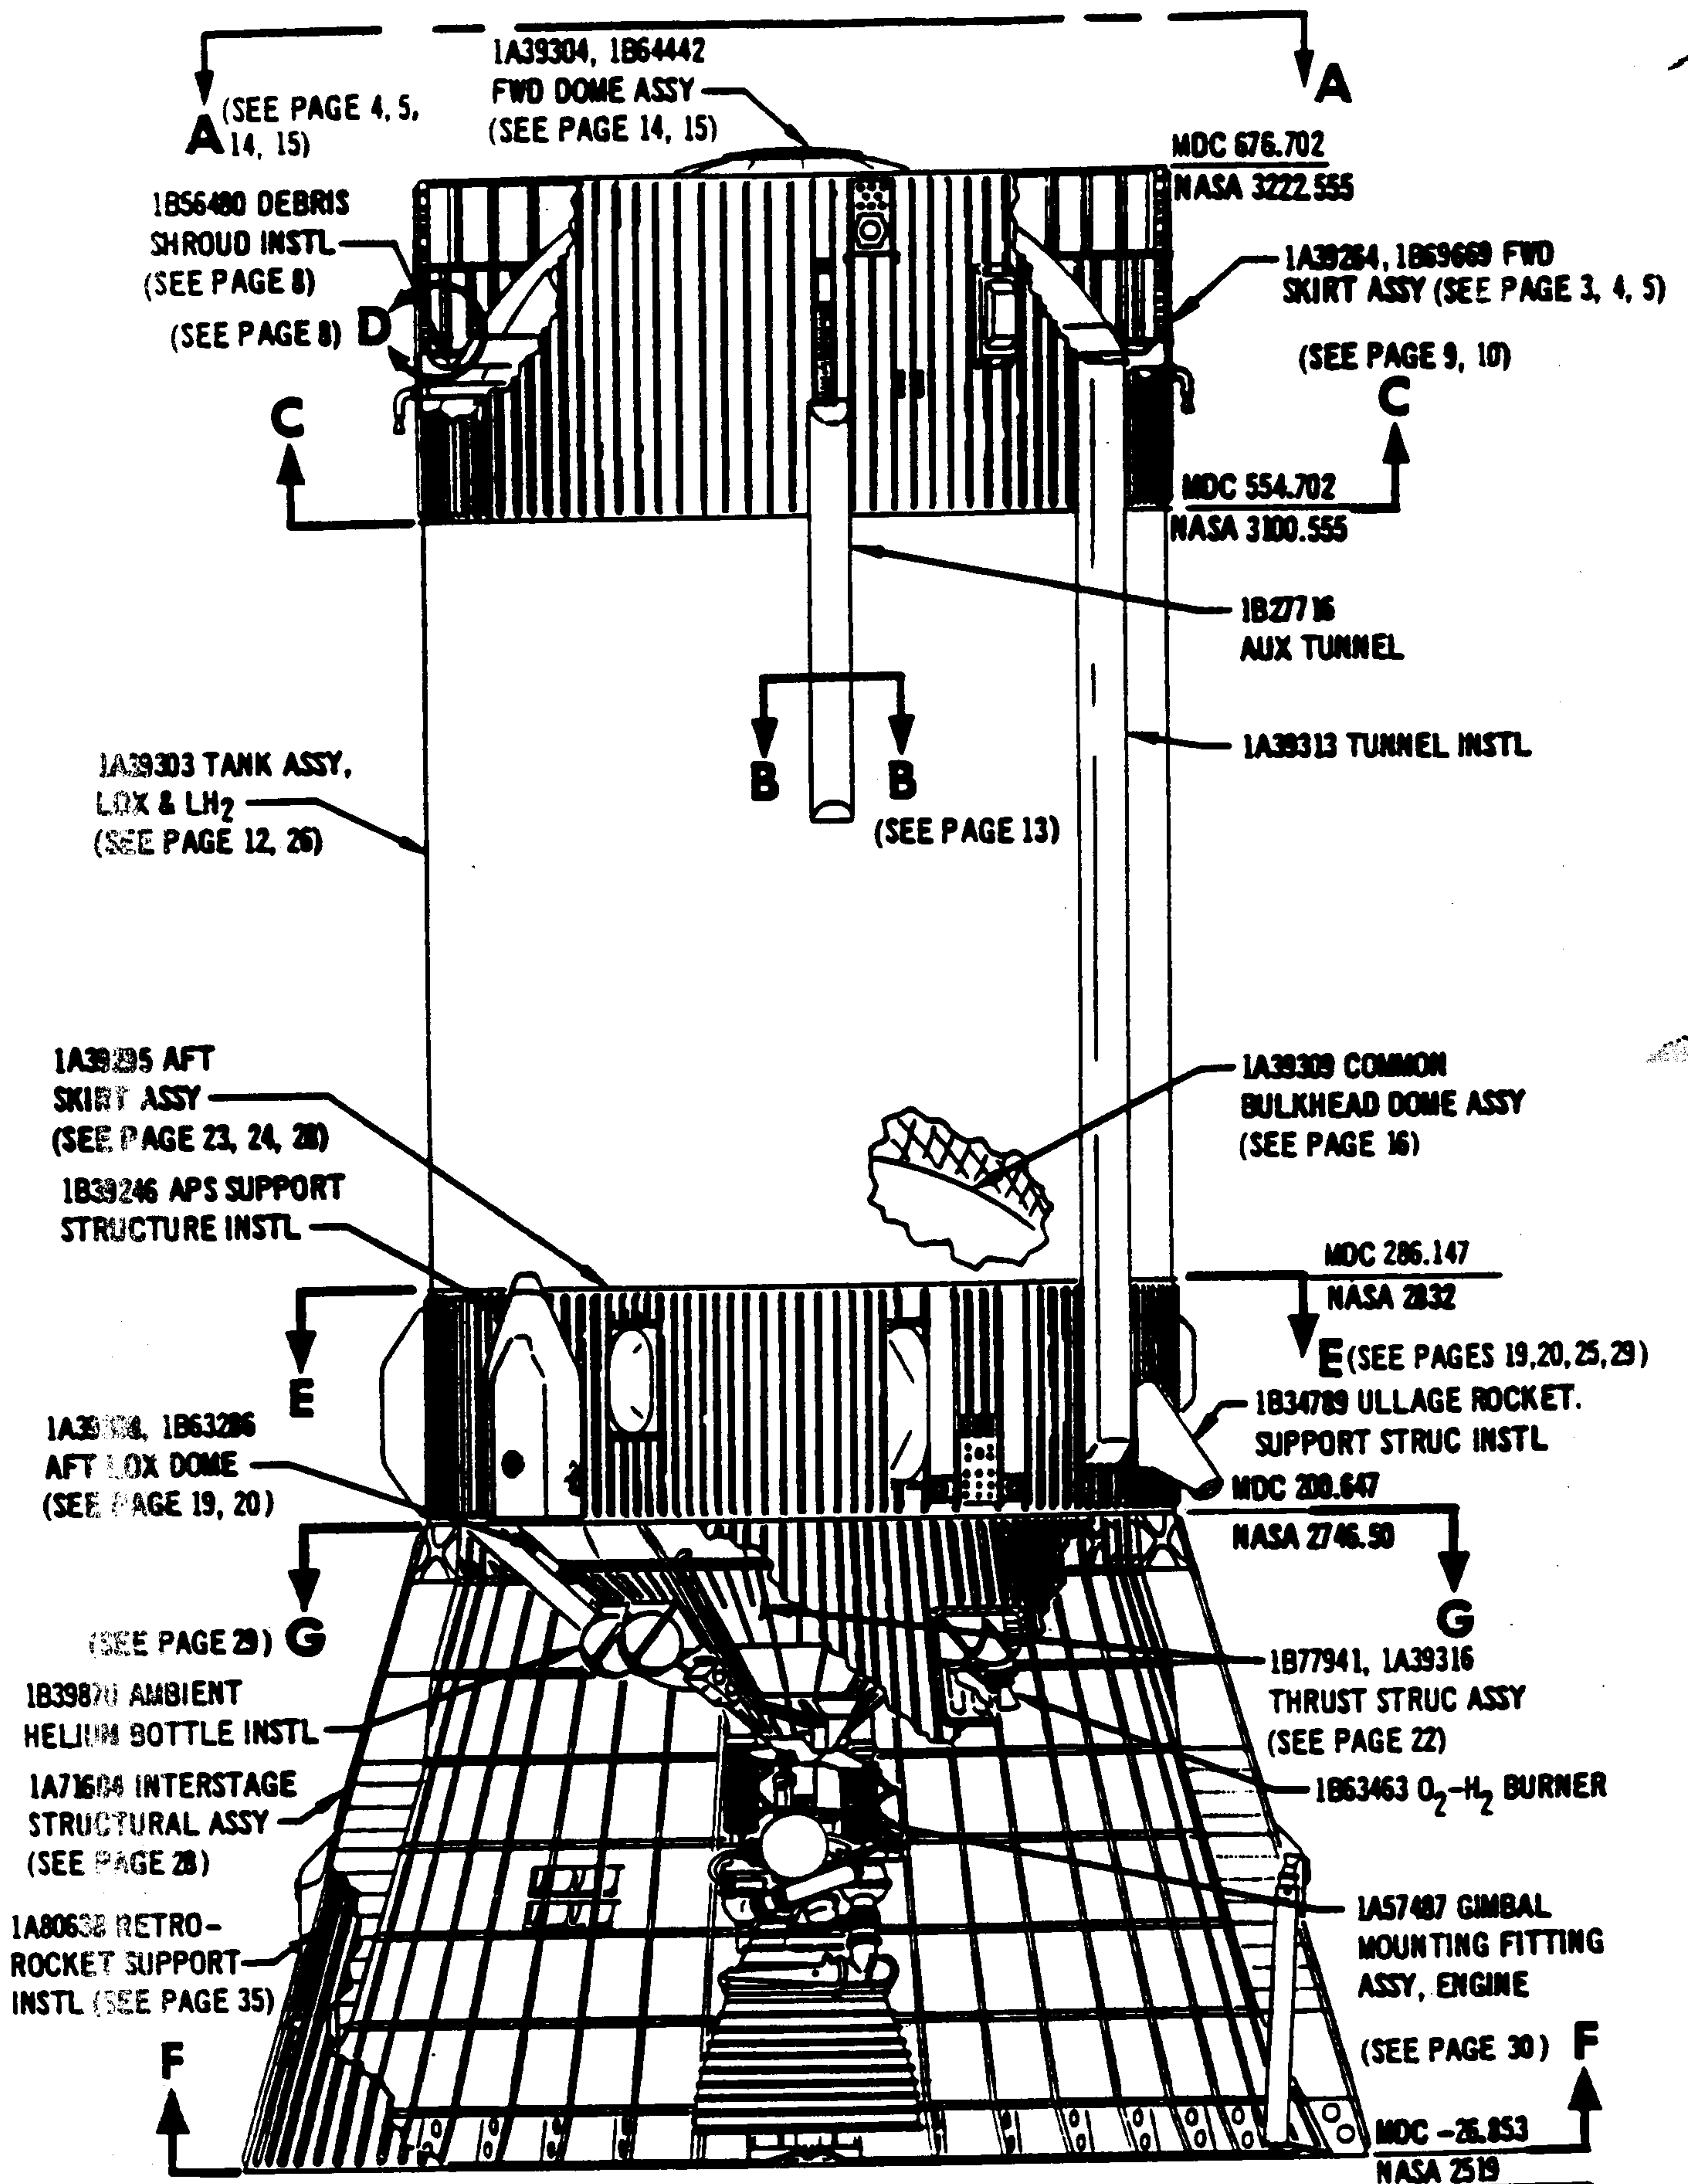 1A39304, 1B64442
FWD DOME ASSY
(SEE PAGE 14, 15)
A
(SEE PAGE 4, 5,
14, 15)
A
MDC 676.702
NASA 3222.555
1B56480 DEBRIS
SHROUD INSTL
(SEE PAGE 8)
(SEE PAGE 8) D
1A39264, 1B69669 FWD
SKIRT ASSY (SEE PAGE 3, 4, 5)
(SEE PAGE 9, 10)
C
C
MDC 554.702
NASA 3100.555
1B27716
AUX TUNNEL
B
B
(SEE PAGE 13)
1A39313 TUNNEL INSTL
1A39303 TANK ASSY,
LOX & LH2
(SEE PAGE 12, 26)
AFT
SKIRT ASSY
(SEE PAGE 23, 24, 28)
1B39246 APS SUPPORT
STRUCTURE INSTL
1A39309 COMMON
BULKHEAD DOME ASSY
(SEE PAGE 16)
MDC 286.147
NASA 2832
E
E (SEE PAGES 19,20,25,29)
1B34789 ULLAGE ROCKET.
SUPPORT STRUC INSTL
1B63286
AFT LOX DOME
(SEE PAGE 19, 20)
MDC 200.647
NASA 2746.50
(SEE PAGE 29) G
G
1B39870 AMBIENT
HELIUM BOTTLE INSTL
1B77941, 1A39316
THRUST STRUC ASSY
(SEE PAGE 22)
1B63463 O2-H2 BURNER
1A71604 INTERSTAGE
STRUCTURAL ASSY
(SEE PAGE 28)
RETRO-
ROCKET SUPPORT
INSTL (SEE PAGE 35)
1A57487 GIMBAL
MOUNTING FITTING
ASSY, ENGINE
(SEE PAGE 30) F
F
MDC -26.853
NASA 2519